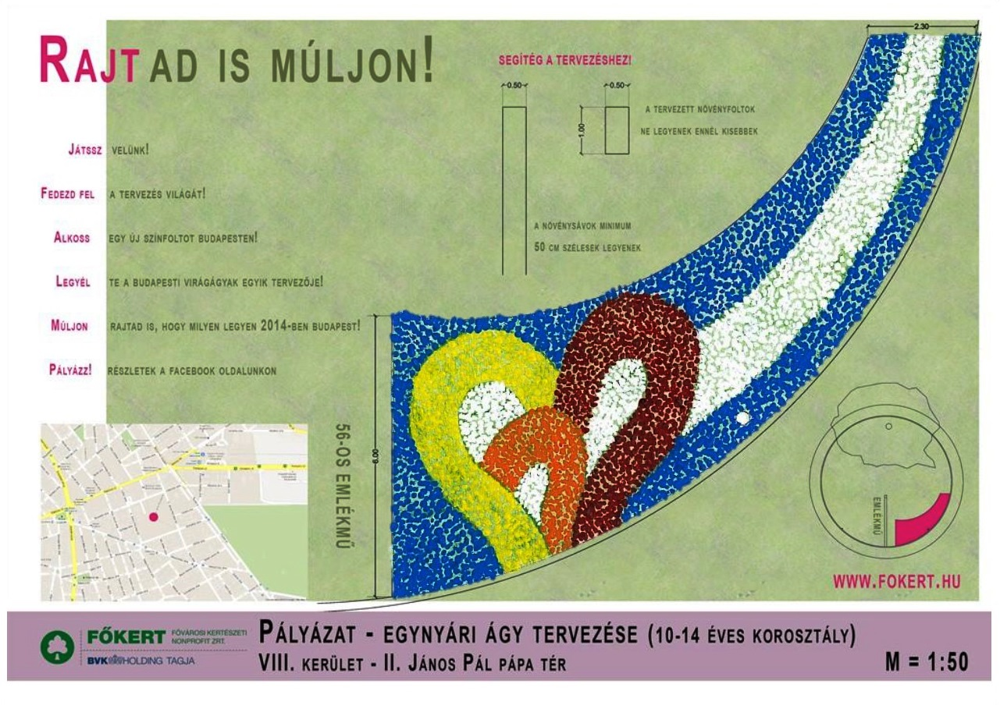 RAJTAD IS MÚLJON!
JÁTSSZ VELÜNK!
FEDEZD FEL A TERVEZÉS VILÁGÁT!
ALKOSS EGY ÚJ SZÍNFOLTOT BUDAPESTEN!
LEGYÉL TE A BUDAPESTI VIRÁGÁGYAK EGYIK TERVEZŐJE!
MÚLJON RAJTAD IS, HOGY MILYEN LEGYEN 2014-BEN BUDAPEST!
PÁLYÁZZ! RÉSZLETEK A FACEBOOK OLDALUNKON
SEGÍTÉG A TERVEZÉSHEZ!
0.50
0.50
1.00
A TERVEZETT NÖVÉNYFOLTOK
NE LEGYENEK ENNÉL KISEBBEK
A NÖVÉNYSÁVOK MINIMUM
50 CM SZÉLESEK LEGYENEK
2.30
6.00
56-OS EMLÉKMŰ
EMLÉKMŰ
WWW.FOKERT.HU
FŐKERT FŐVÁROSI KERTÉSZETI
NONPROFIT ZRT.
BVK HOLDING TAGJA
PÁLYÁZAT - EGYNYÁRI ÁGY TERVEZÉSE (10-14 ÉVES KOROSZTÁLY)
VIII. KERÜLET - II. JÁNOS PÁL PÁPA TÉR
M = 1:50